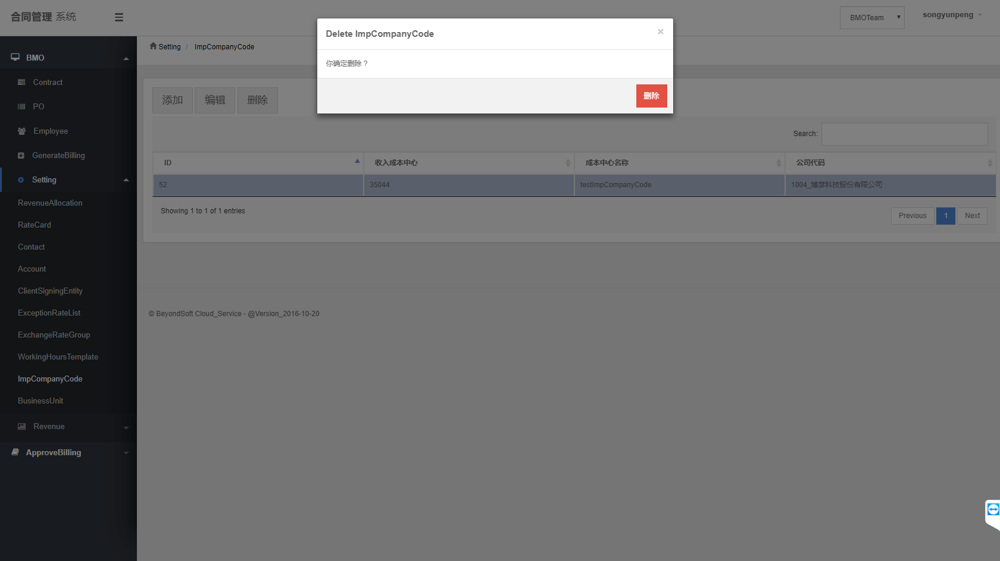 合同管理 系统
BMOTeam
songyunpeng
Delete ImpCompanyCode
×
你确定删除？
删除
Setting / ImpCompanyCode
BMO
Contract
PO
Employee
GenerateBilling
Setting
RevenueAllocation
RateCard
Contact
Account
ClientSigningEntity
ExceptionRateList
ExchangeRateGroup
WorkingHoursTemplate
ImpCompanyCode
BusinessUnit
Revenue
ApproveBilling
添加 编辑 删除
Search:
ID 收入成本中心 成本中心名称 公司代码
52 35044 testImpCompanyCode 1004_博彦科技股份有限公司
Showing 1 to 1 of 1 entries
Previous 1 Next
© BeyondSoft Cloud_Service - @Version_2016-10-20